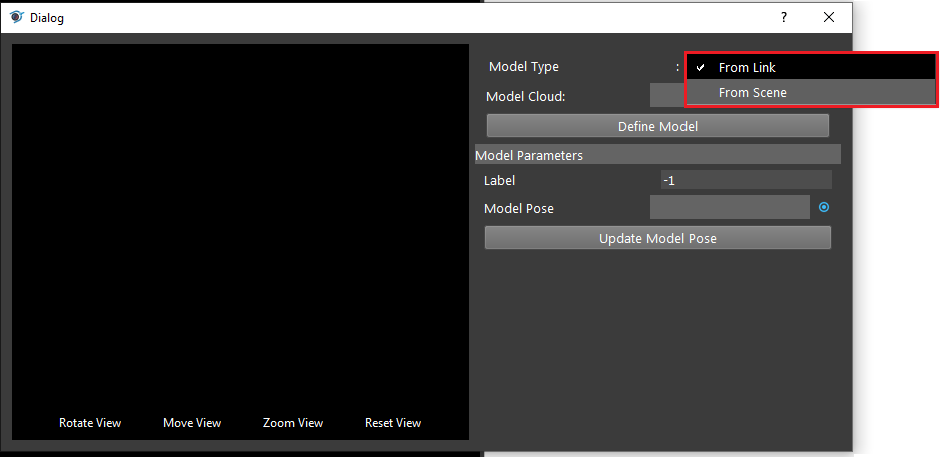 Dialog
?
Model Type :
From Link
From Scene
Model Cloud:
Define Model
Model Parameters
Label -1
Model Pose
Update Model Pose
Rotate View Move View Zoom View Reset View